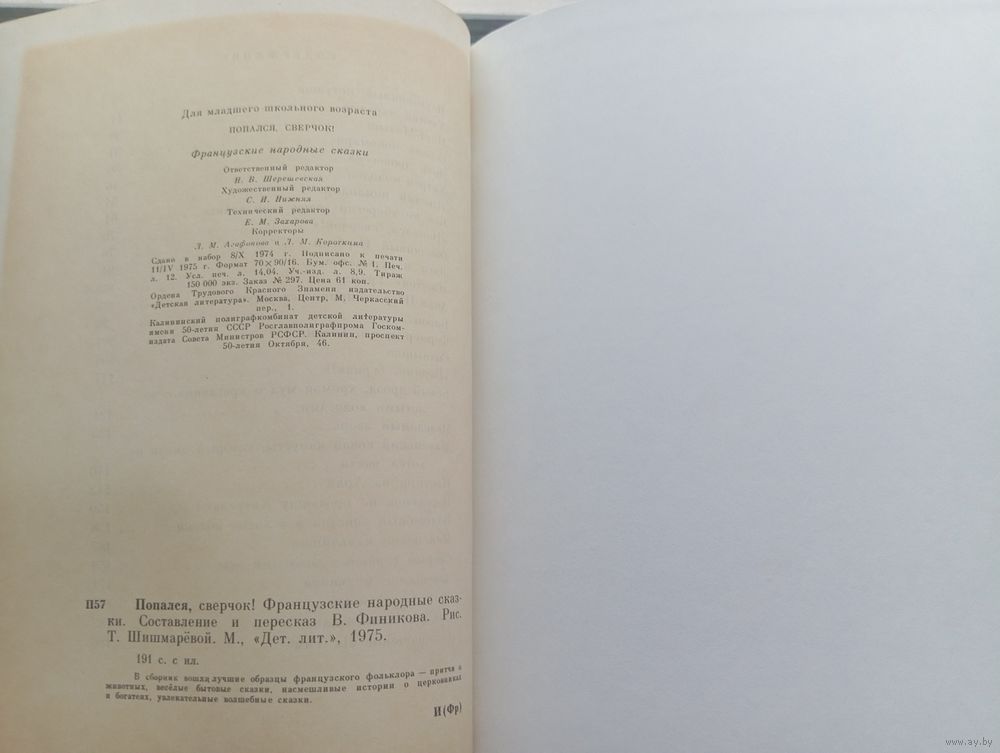 Для младшего школьного возраста
ПОПАЛСЯ, СВЕРЧОК!
Французские народные сказки
Ответственный редактор
Н. В. Шерешевская
Художественный редактор
С. И. Нижняя
Технический редактор
Е. М. Захарова
Корректоры
Л. М. Агафонова и Л. М. Короткина
Сдано в набор 8/X 1974 г. Подписано к печати
11/IV 1975 г. Формат 70×90/16. Бум. офс. № 1. Печ.
л. 12. Усл. печ. л. 14,04. Уч.-изд. л. 8,9. Тираж
150 000 экз. Заказ № 297. Цена 61 коп.
Ордена Трудового Красного Знамени издательство
«Детская литература». Москва, Центр, М. Черкасский
пер., 1.
Калининский полиграфкомбинат детской литературы
имени 50-летия СССР Росглавполиграфпрома Госком-
издата Совета Министров РСФСР. Калинин, проспект
50-летия Октября, 46.
П57 Попался, сверчок! Французские народные сказ-
ки. Составление и пересказ В. Финикова. Рис.
Т. Шишмарёвой. М., «Дет. лит.», 1975.
191 с. с ил.
В сборник вошли лучшие образцы французского фольклора — притчи о
животных, весёлые бытовые сказки, насмешливые истории о церковниках
и богатеях, увлекательные волшебные сказки.
И(Фр)
www.ay.by